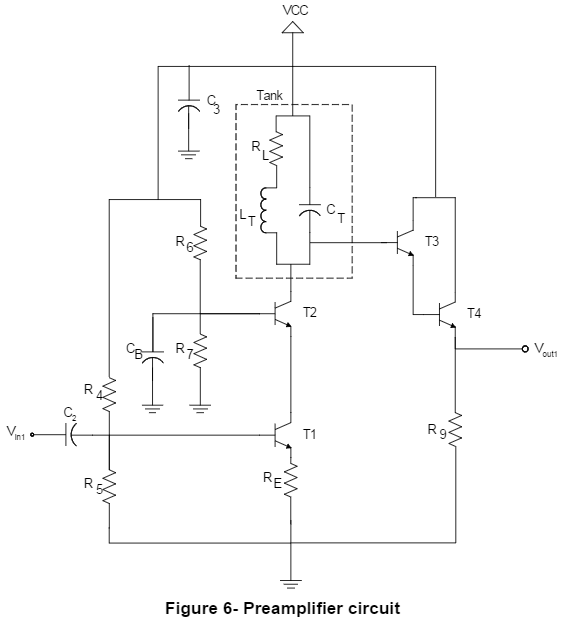 VCC
C3
Tank
RL
LT
CT
R6
T3
T2
T4
CB
R7
Vout1
R4
C2
Vin1
T1
R9
R5
RE
Figure 6- Preamplifier circuit